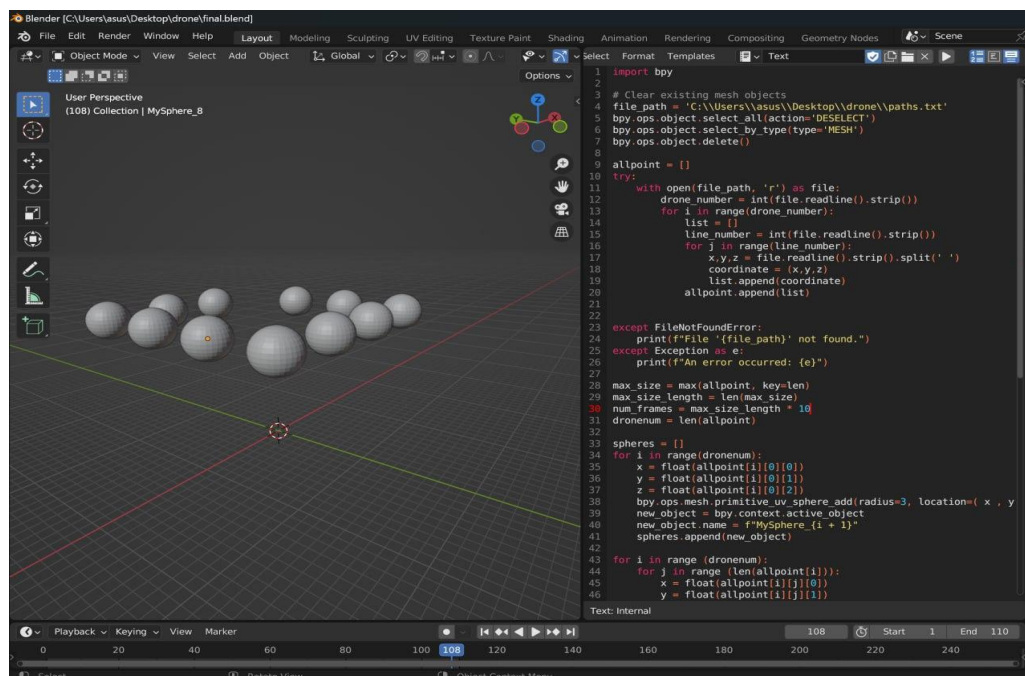 Blender [C:\Users\asus\Desktop\drone\final.blend]
File Edit Render Window Help Layout Modeling Sculpting UV Editing Texture Paint Shading Animation Rendering Compositing Geometry Nodes Scene
Object Mode View Select Add Object Global
Options
User Perspective
(108) Collection | MySphere_8
Z
Y
X
Select Format Templates Text
1 import bpy
2
3 # Clear existing mesh objects
4 file_path = 'C:\\Users\\asus\\Desktop\\drone\\paths.txt'
5 bpy.ops.object.select_all(action='DESELECT')
6 bpy.ops.object.select_by_type(type='MESH')
7 bpy.ops.object.delete()
8
9 allpoint = []
10 try:
11     with open(file_path, 'r') as file:
12         drone_number = int(file.readline().strip())
13         for i in range(drone_number):
14             list = []
15             line_number = int(file.readline().strip())
16             for j in range(line_number):
17                 x,y,z = file.readline().strip().split(' ')
18                 coordinate = (x,y,z)
19                 list.append(coordinate)
20             allpoint.append(list)
21
22
23 except FileNotFoundError:
24     print(f"File '{file_path}' not found.")
25 except Exception as e:
26     print(f"An error occurred: {e}")
27
28 max_size = max(allpoint, key=len)
29 max_size_length = len(max_size)
30 num_frames = max_size_length * 10
31 dronenum = len(allpoint)
32
33 spheres = []
34 for i in range(dronenum):
35     x = float(allpoint[i][0][0])
36     y = float(allpoint[i][0][1])
37     z = float(allpoint[i][0][2])
38     bpy.ops.mesh.primitive_uv_sphere_add(radius=3, location=( x , y
39     new_object = bpy.context.active_object
40     new_object.name = f"MySphere_{i + 1}"
41     spheres.append(new_object)
42
43 for i in range (dronenum):
44     for j in range (len(allpoint[i])):
45         x = float(allpoint[i][j][0])
46         y = float(allpoint[i][j][1])
Text: Internal
Playback Keying View Marker 108 Start 1 End 110
0 20 40 60 80 100 108 120 140 160 180 200 220 240
Select Rotate View Object Context Menu